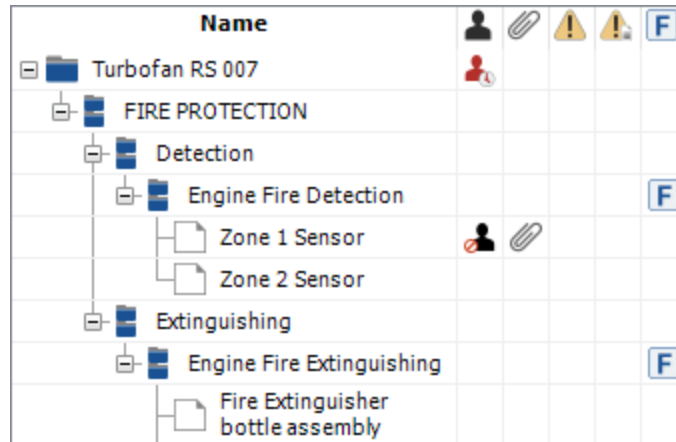 Name F
Turbofan RS 007
FIRE PROTECTION
Detection
Engine Fire Detection F
Zone 1 Sensor
Zone 2 Sensor
Extinguishing
Engine Fire Extinguishing F
Fire Extinguisher
bottle assembly